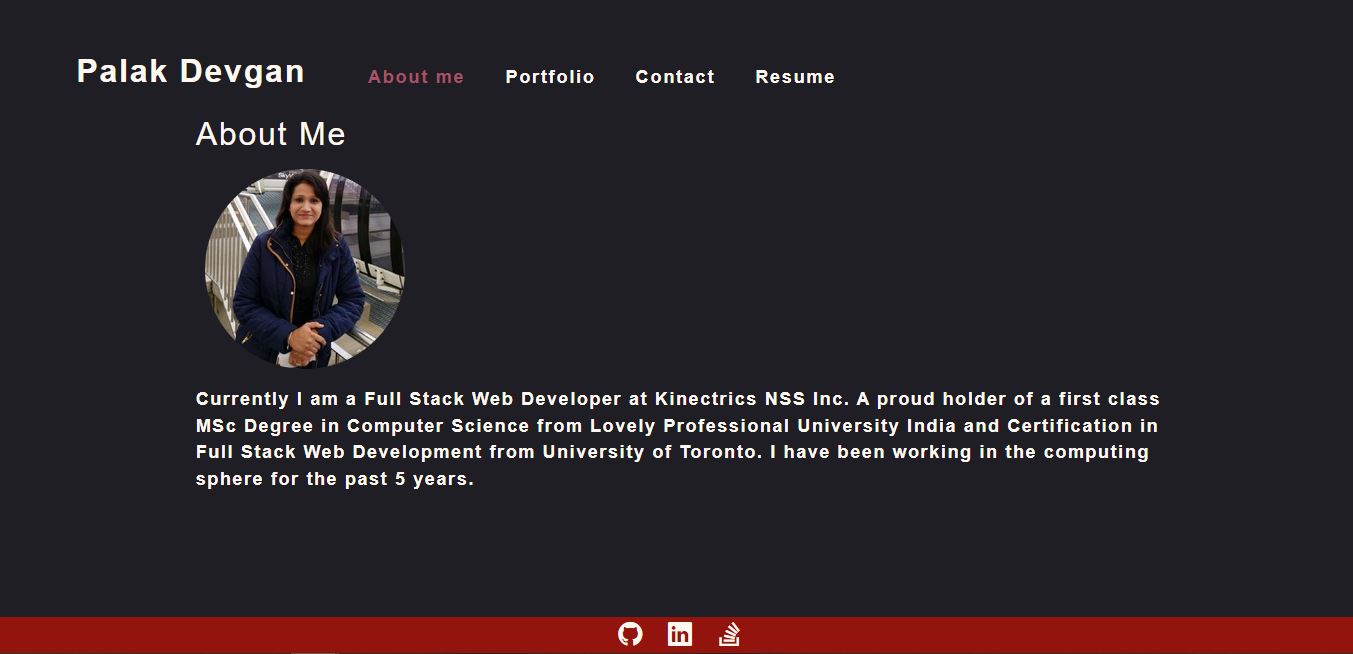 Palak Devgan About me Portfolio Contact Resume
About Me
Currently I am a Full Stack Web Developer at Kinectrics NSS Inc. A proud holder of a first class
MSc Degree in Computer Science from Lovely Professional University India and Certification in
Full Stack Web Development from University of Toronto. I have been working in the computing
sphere for the past 5 years.
in